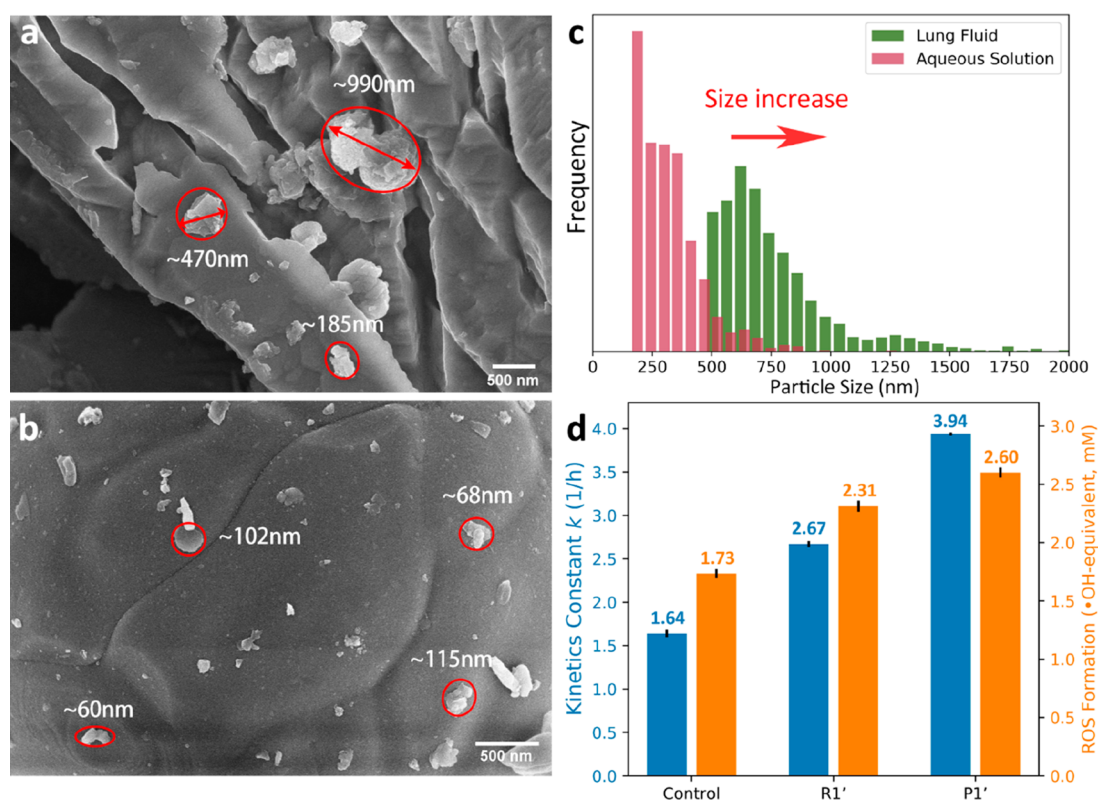 a
~990nm
~470nm
~185nm
500 nm
b
~68nm
~102nm
~115nm
~60nm
500 nm
c
Lung Fluid
Aqueous Solution
Size increase
Frequency
0 250 500 750 1000 1250 1500 1750 2000
Particle Size (nm)
d
Kinetics Constant k (1/h)
4.0
3.5
3.0
2.5
2.0
1.5
1.0
0.5
0.0
1.64
1.73
2.67
2.31
3.94
2.60
3.0
2.5
2.0
1.5
1.0
0.5
0.0
ROS Formation (•OH-equivalent, mM)
Control R1’ P1’